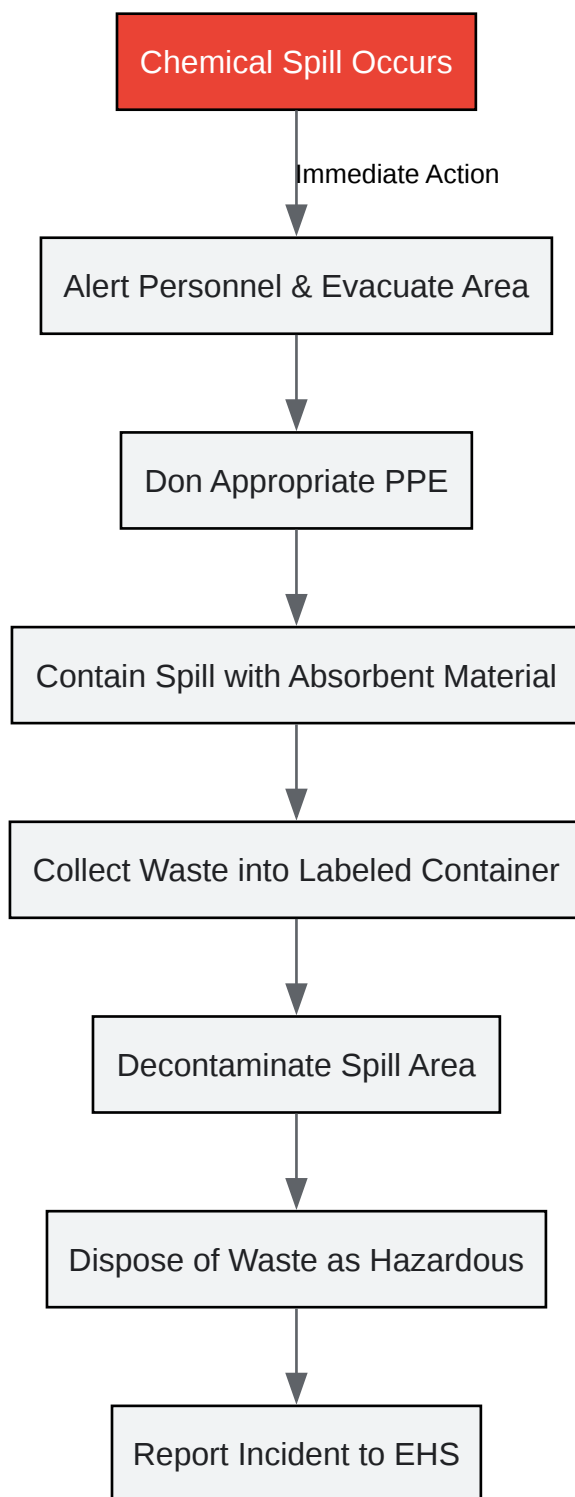 Chemical Spill Occurs
Immediate Action
Alert Personnel & Evacuate Area
Don Appropriate PPE
Contain Spill with Absorbent Material
Collect Waste into Labeled Container
Decontaminate Spill Area
Dispose of Waste as Hazardous
Report Incident to EHS